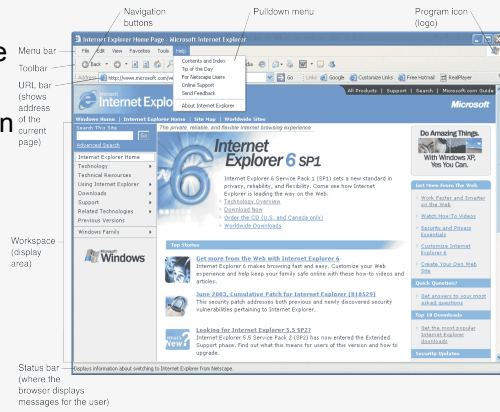 Navigation
buttons
Pulldown menu
Program icon
(logo)
Menu bar
Toolbar
URL bar
(shows
address
of the
current
page)
Workspace
(display
area)
Status bar
(where the
browser displays
messages for the user)
Internet Explorer Home Page - Microsoft Internet Explorer
File Edit View Favorites Tools Help
Back
Contents and Index
Tip of the Day
For Netscape Users
Online Support
Send Feedback
About Internet Explorer
Address http://www.microsoft.com/
Go Links Google Customize Links Free Hotmail RealPlayer
All Products | Support | Search | Microsoft.com Guide
Microsoft
Internet Explo
Windows Home | Internet Explorer Home | Site Map | Worldwide Sites
Search This Site
Go
Advanced Search
Internet Explorer Home
Technology
Technical Resources
Using Internet Explorer
Downloads
Support
Related Technologies
Previous Versions
Windows Family
Microsoft
Windows
The private, reliable, and flexible Internet browsing experience
6
Internet
Explorer 6 SP1
Internet Explorer 6 Service Pack 1 (SP1) sets a new standard in
privacy, reliability, and flexibility. Come see how Internet
Explorer is leading the way.
Technology Overview
Download Now
Order the CD (U.S. and Canada only)
Worldwide Downloads
Top Stories
Get more from the Web with Internet Explorer 6
Internet Explorer 6 makes browsing fast and easy. Customize your Web
experience and help keep your family safe online with these how-to videos and
articles.
June 2003, Cumulative Patch for Internet Explorer (818529)
This security patch addresses both previous and newly discovered security
vulnerabilities pertaining to Internet Explorer.
What's
New?
Looking for Internet Explorer 5.5 SP2?
Internet Explorer 5.5 Service Pack 2 (SP2) has now entered the Extended
Support phase. Find out what this means for users of this version and how to
upgrade.
Do Amazing Things.
With Windows XP,
Yes You Can.
Get More From The Web
Work Faster and Smarter
on the Web
Watch How-To Videos
Security and Privacy
Essentials
Customize Internet
Explorer 6
Create Your Own Web
Site
Quick Question?
Get answers to your most
asked questions
Top 10 Downloads
Get the most popular
Internet Explorer
downloads
Security Updates
Displays information about switching to Internet Explorer from Netscape.